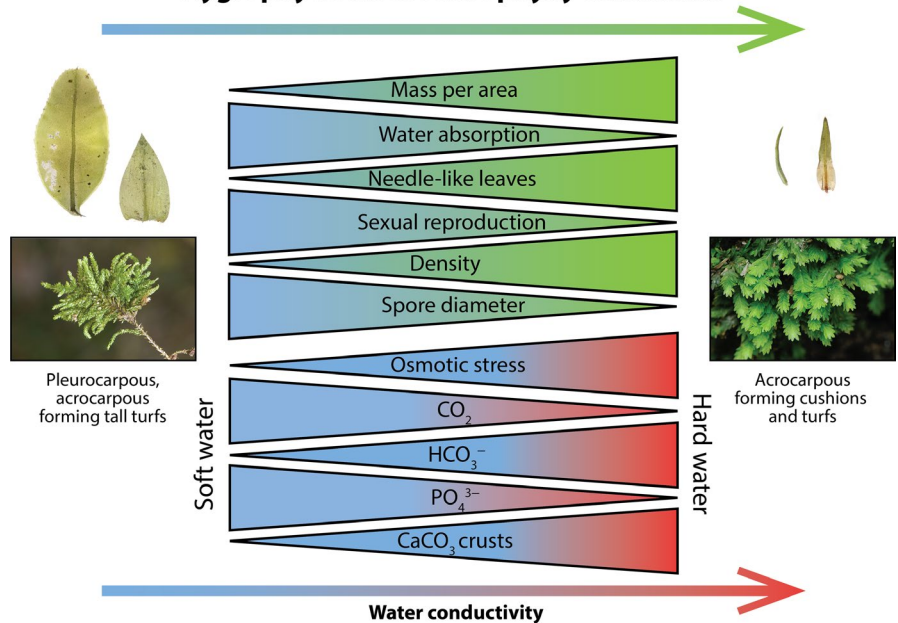 Mass per area
Water absorption
Needle-like leaves
Sexual reproduction
Density
Spore diameter
Osmotic stress
CO₂
HCO₃⁻
PO₄³⁻
CaCO₃ crusts
Pleurocarpous,
acrocarpous
forming tall turfs
Soft water
Hard water
Acrocarpous
forming cushions
and turfs
Water conductivity